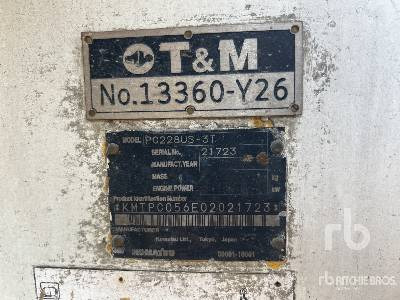 T&M
No.13360-Y26
MODEL PC228US-3T
SERIAL No. 21723
MANUFACT.YEAR
MASS kg
ENGINE POWER kW
Product Identification Number
*KMTPC056E02021723*
MANUFACTURER
Komatsu Ltd. Tokyo, Japan
rb
RITCHIE BROS